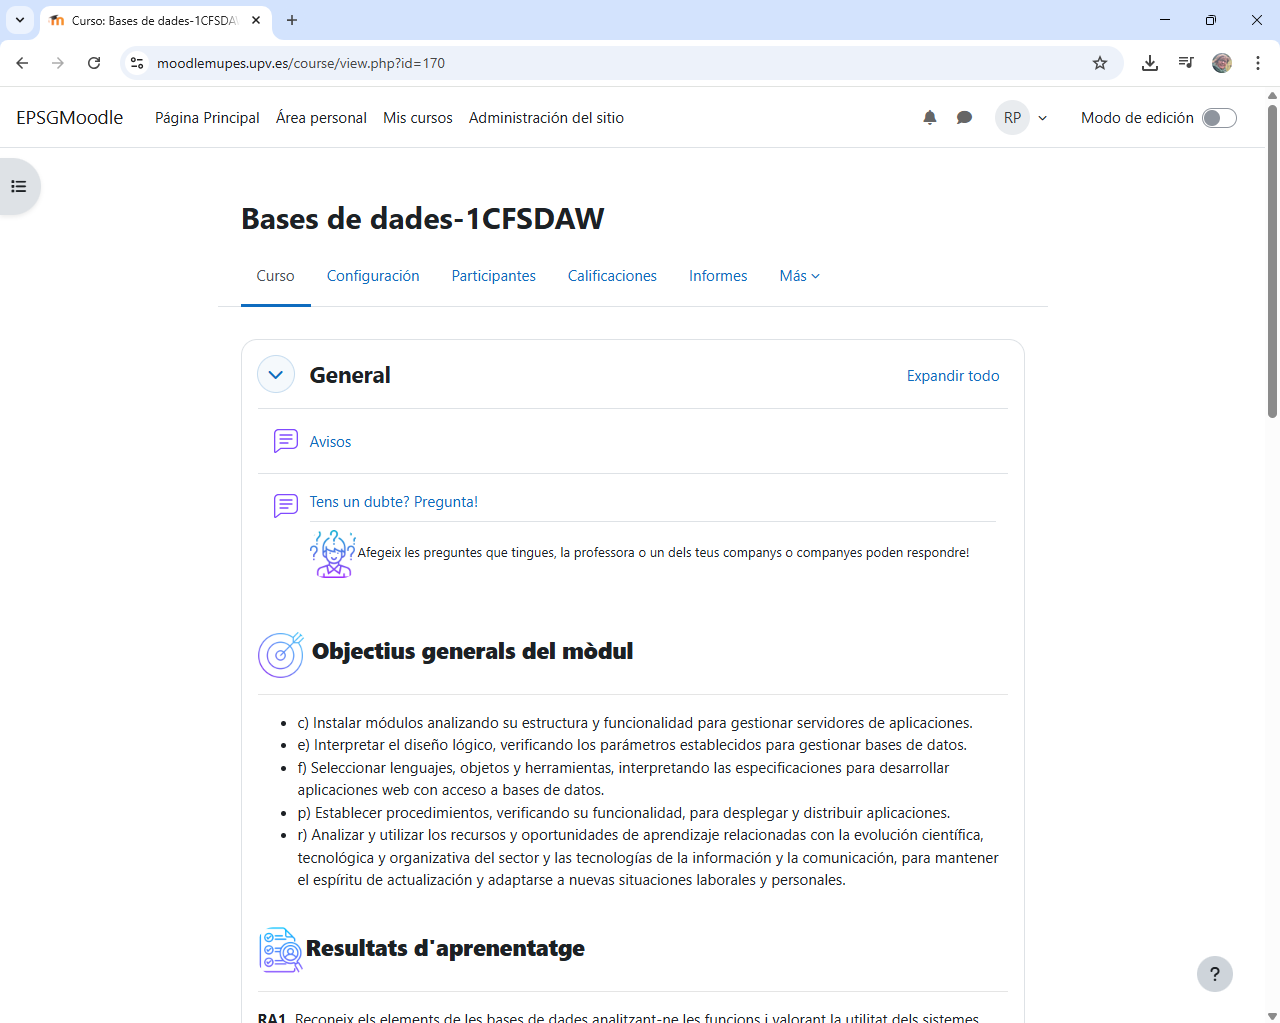 Curso: Bases de dades-1CFSDA
moodlemupes.upv.es/course/view.php?id=170
EPSGMoodle Página Principal Área personal Mis cursos Administración del sitio RP Modo de edición
Bases de dades-1CFSDAW
Curso Configuración Participantes Calificaciones Informes Más
General Expandir todo
Avisos
Tens un dubte? Pregunta!
Afegeix les preguntes que tingues, la professora o un dels teus companys o companyes poden respondre!
Objectius generals del mòdul
c) Instalar módulos analizando su estructura y funcionalidad para gestionar servidores de aplicaciones.
e) Interpretar el diseño lógico, verificando los parámetros establecidos para gestionar bases de datos.
f) Seleccionar lenguajes, objetos y herramientas, interpretando las especificaciones para desarrollar
aplicaciones web con acceso a bases de datos.
p) Establecer procedimientos, verificando su funcionalidad, para desplegar y distribuir aplicaciones.
r) Analizar y utilizar los recursos y oportunidades de aprendizaje relacionadas con la evolución científica,
tecnológica y organizativa del sector y las tecnologías de la información y la comunicación, para mantener
el espíritu de actualización y adaptarse a nuevas situaciones laborales y personales.
Resultats d'aprenentatge
RA1. Reconeix els elements de les bases de dades analitzant-ne les funcions i valorant la utilitat dels sistemes
?